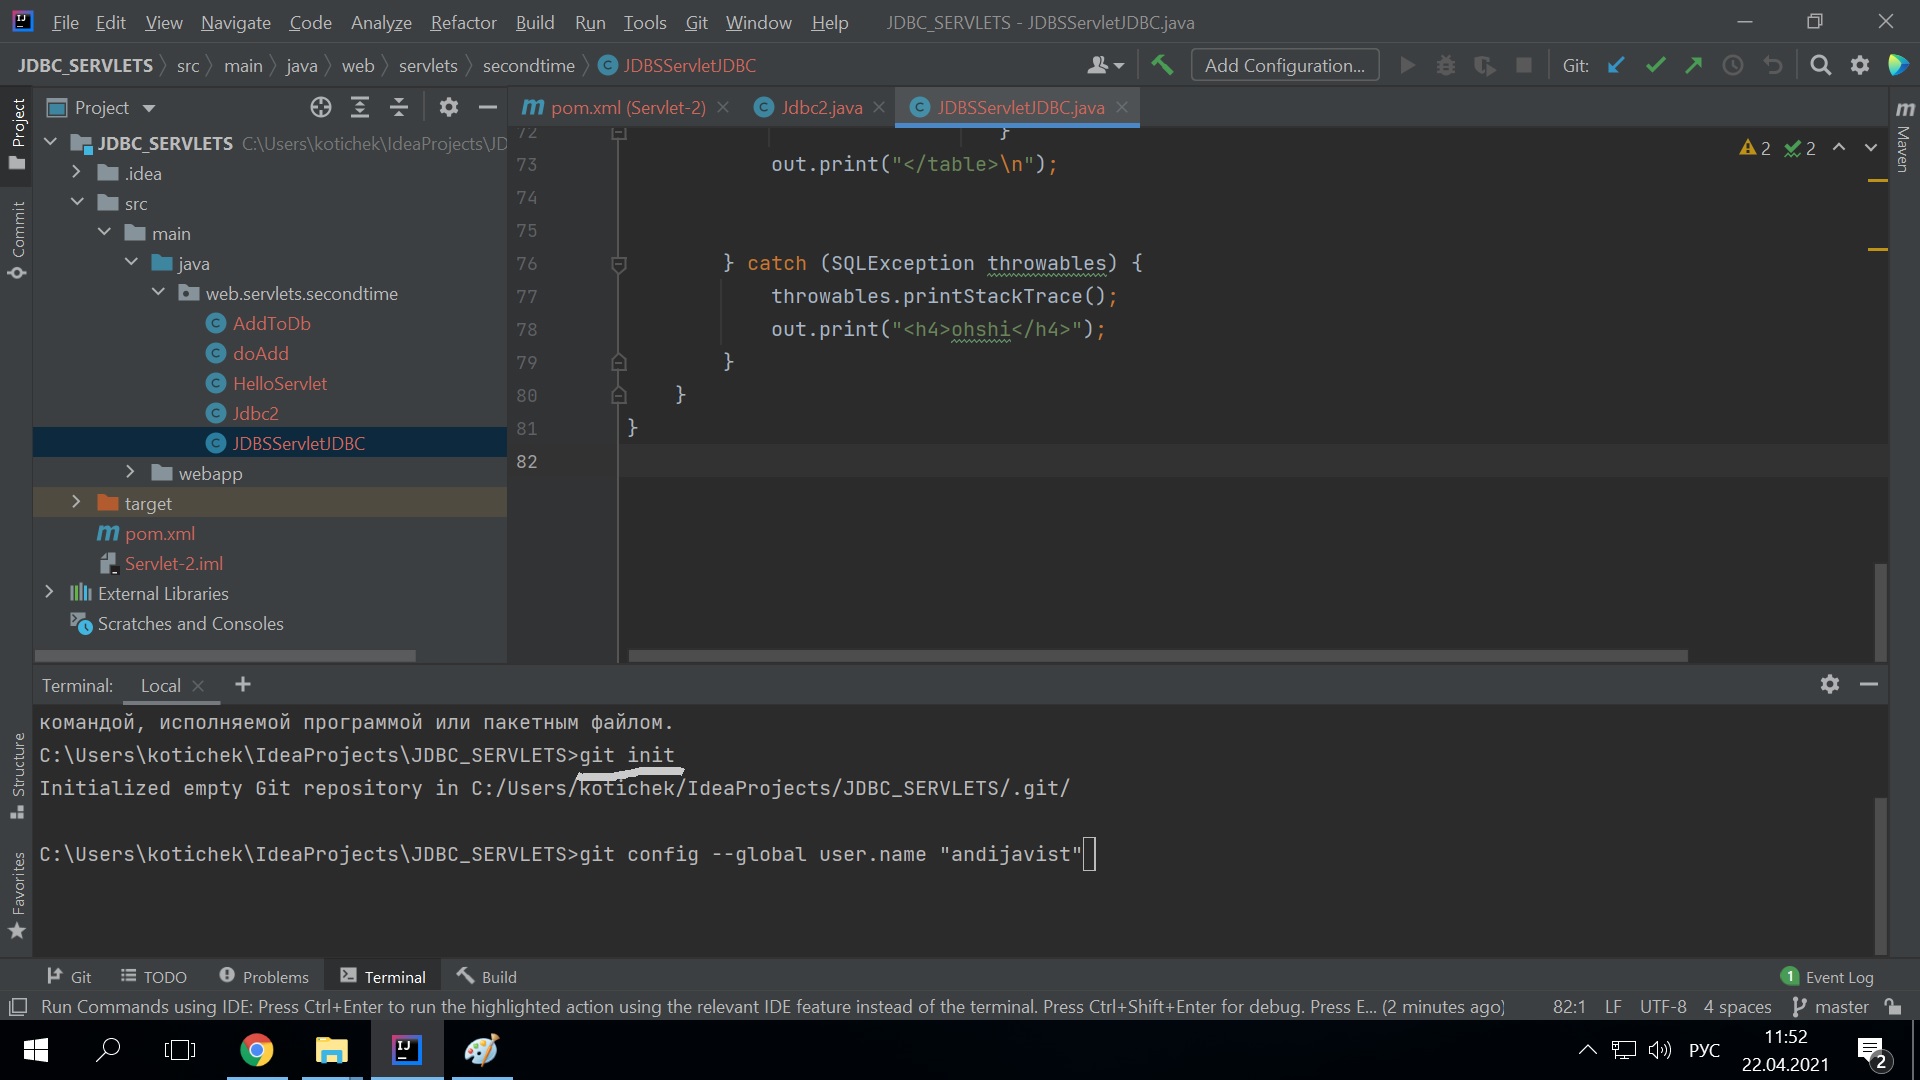 File Edit View Navigate Code Analyze Refactor Build Run Tools Git Window Help JDBC_SERVLETS - JDBSServletJDBC.java
JDBC_SERVLETS src main java web servlets secondtime JDBSServletJDBC Add Configuration... Git:
Project
pom.xml (Servlet-2) Jdbc2.java JDBSServletJDBC.java
JDBC_SERVLETS C:\Users\kotichek\IdeaProjects\JD
.idea
src
main
java
web.servlets.secondtime
AddToDb
doAdd
HelloServlet
Jdbc2
JDBSServletJDBC
webapp
target
pom.xml
Servlet-2.iml
External Libraries
Scratches and Consoles
72 }
73 out.print("</table>\n");
74
75
76 } catch (SQLException throwables) {
77 throwables.printStackTrace();
78 out.print("<h4>ohshi</h4>");
79 }
80 }
81 }
82
2 2
Project
Commit
Structure
Favorites
Maven
Terminal: Local
командой, исполняемой программой или пакетным файлом.
C:\Users\kotichek\IdeaProjects\JDBC_SERVLETS>git init
Initialized empty Git repository in C:/Users/kotichek/IdeaProjects/JDBC_SERVLETS/.git/
C:\Users\kotichek\IdeaProjects\JDBC_SERVLETS>git config --global user.name "andijavist"
Git TODO Problems Terminal Build 1 Event Log
Run Commands using IDE: Press Ctrl+Enter to run the highlighted action using the relevant IDE feature instead of the terminal. Press Ctrl+Shift+Enter for debug. Press E... (2 minutes ago) 82:1 LF UTF-8 4 spaces master
РУС
11:52
22.04.2021
2